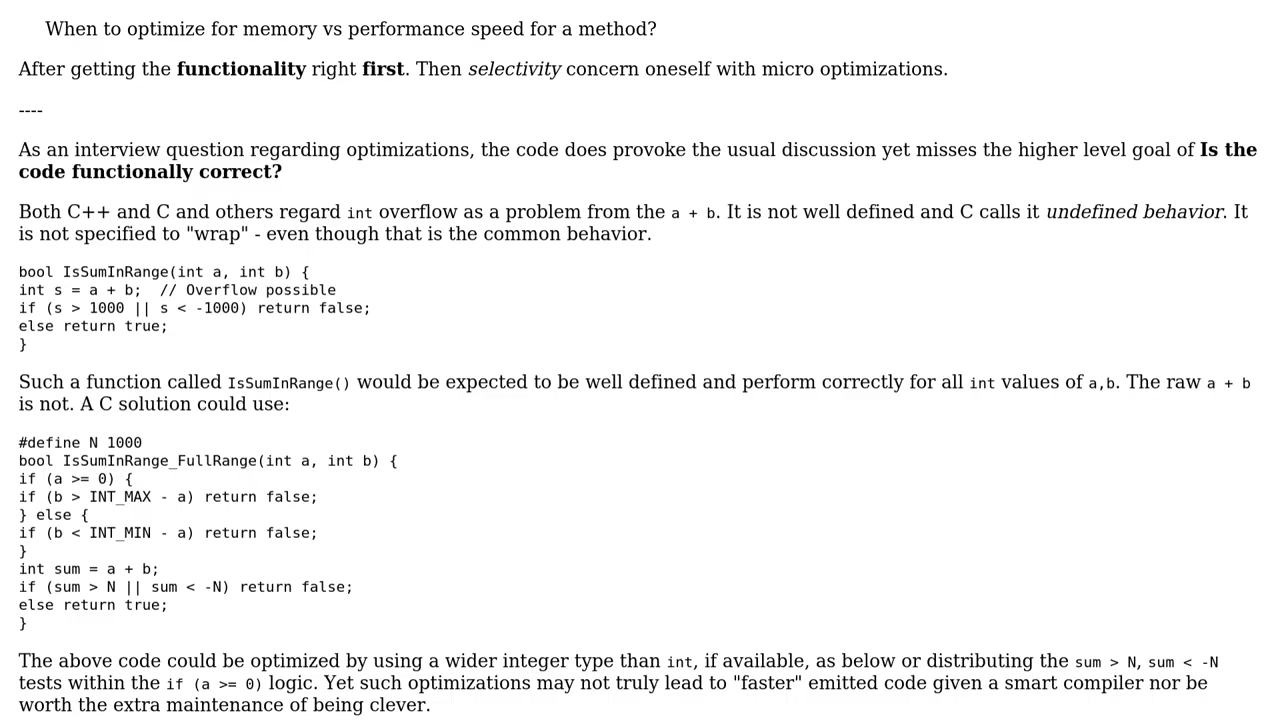 When to optimize for memory vs performance speed for a method?
After getting the functionality right first. Then selectivity concern oneself with micro optimizations.
----
As an interview question regarding optimizations, the code does provoke the usual discussion yet misses the higher level goal of Is the
code functionally correct?
Both C++ and C and others regard int overflow as a problem from the a + b. It is not well defined and C calls it undefined behavior. It
is not specified to "wrap" - even though that is the common behavior.
bool IsSumInRange(int a, int b) {
int s = a + b;  // Overflow possible
if (s > 1000 || s < -1000) return false;
else return true;
}
Such a function called IsSumInRange() would be expected to be well defined and perform correctly for all int values of a,b. The raw a + b
is not. A C solution could use:
#define N 1000
bool IsSumInRange_FullRange(int a, int b) {
if (a >= 0) {
if (b > INT_MAX - a) return false;
} else {
if (b < INT_MIN - a) return false;
}
int sum = a + b;
if (sum > N || sum < -N) return false;
else return true;
}
The above code could be optimized by using a wider integer type than int, if available, as below or distributing the sum > N, sum < -N
tests within the if (a >= 0) logic. Yet such optimizations may not truly lead to "faster" emitted code given a smart compiler nor be
worth the extra maintenance of being clever.